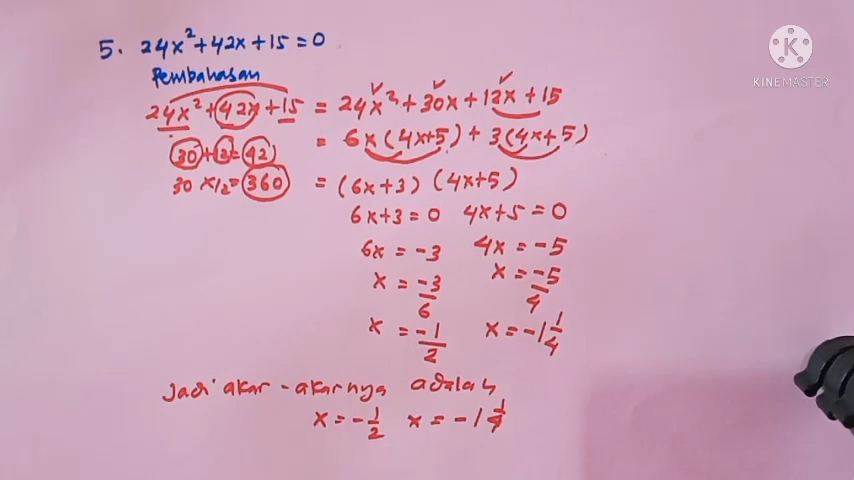 5. 24x² + 42x + 15 = 0
Pembahasan
24x² + 42x + 15 = 24x² + 30x + 12x + 15
30 + 12 = 42 = 6x (4x+5) + 3 (4x+5)
30 x 12 = 360 = (6x+3) (4x+5)
6x+3 = 0 4x+5 = 0
6x = -3 4x = -5
x = -3/6 x = -5/4
x = -1/2 x = -1 1/4
Jadi akar-akarnya adalah
x = -1/2 x = -1 1/4
K
KINEMASTER